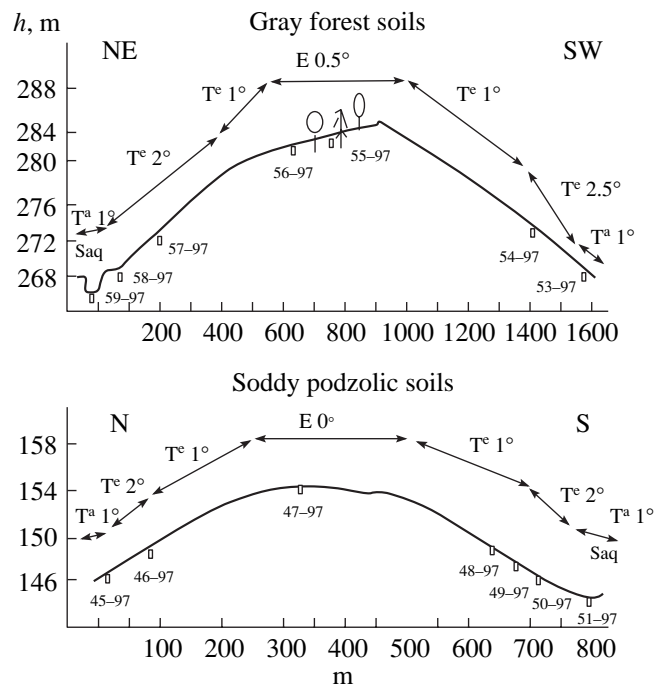 Gray forest soils
h, m
NE
SW
E 0.5°
288
284
280
276
272
268
Tᵉ 1°
Tᵉ 1°
Tᵉ 2°
Tᵉ 2.5°
Tᵃ 1°
Tᵃ 1°
Saq
55–97
56–97
57–97
54–97
58–97
53–97
59–97
200 400 600 800 1000 1400 1600
Soddy podzolic soils
N
S
E 0°
158
154
150
146
Tᵉ 1°
Tᵉ 1°
Tᵉ 2°
Tᵉ 2°
Tᵃ 1°
Tᵃ 1°
Saq
47–97
46–97
48–97
45–97
49–97
50–97
51–97
100 200 300 400 500 600 700 800
m